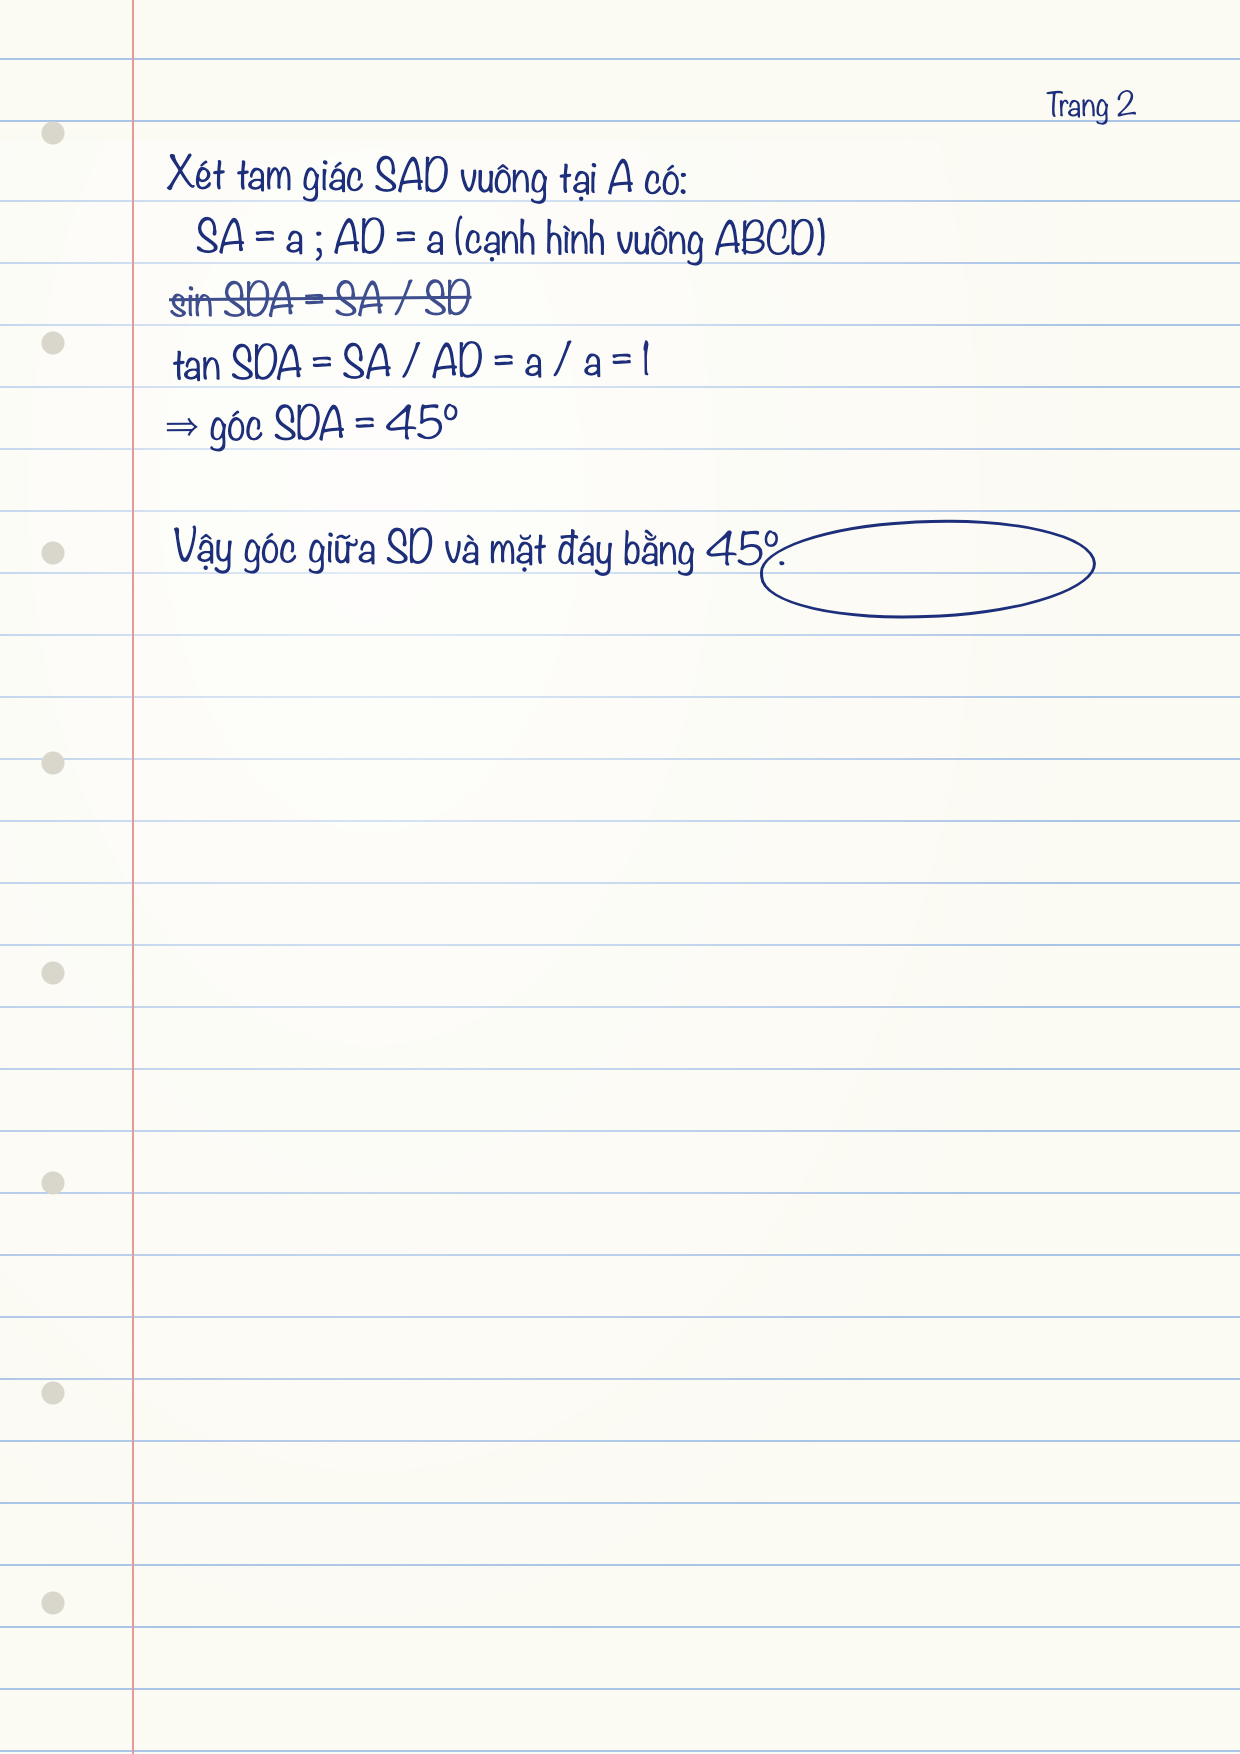 Trang 2
Xét tam giác SAD vuông tại A có:
SA = a ; AD = a (cạnh hình vuông ABCD)
sin SDA = SA / SD
tan SDA = SA / AD = a / a = 1
⇒ góc SDA = 45°
Vậy góc giữa SD và mặt đáy bằng 45°.